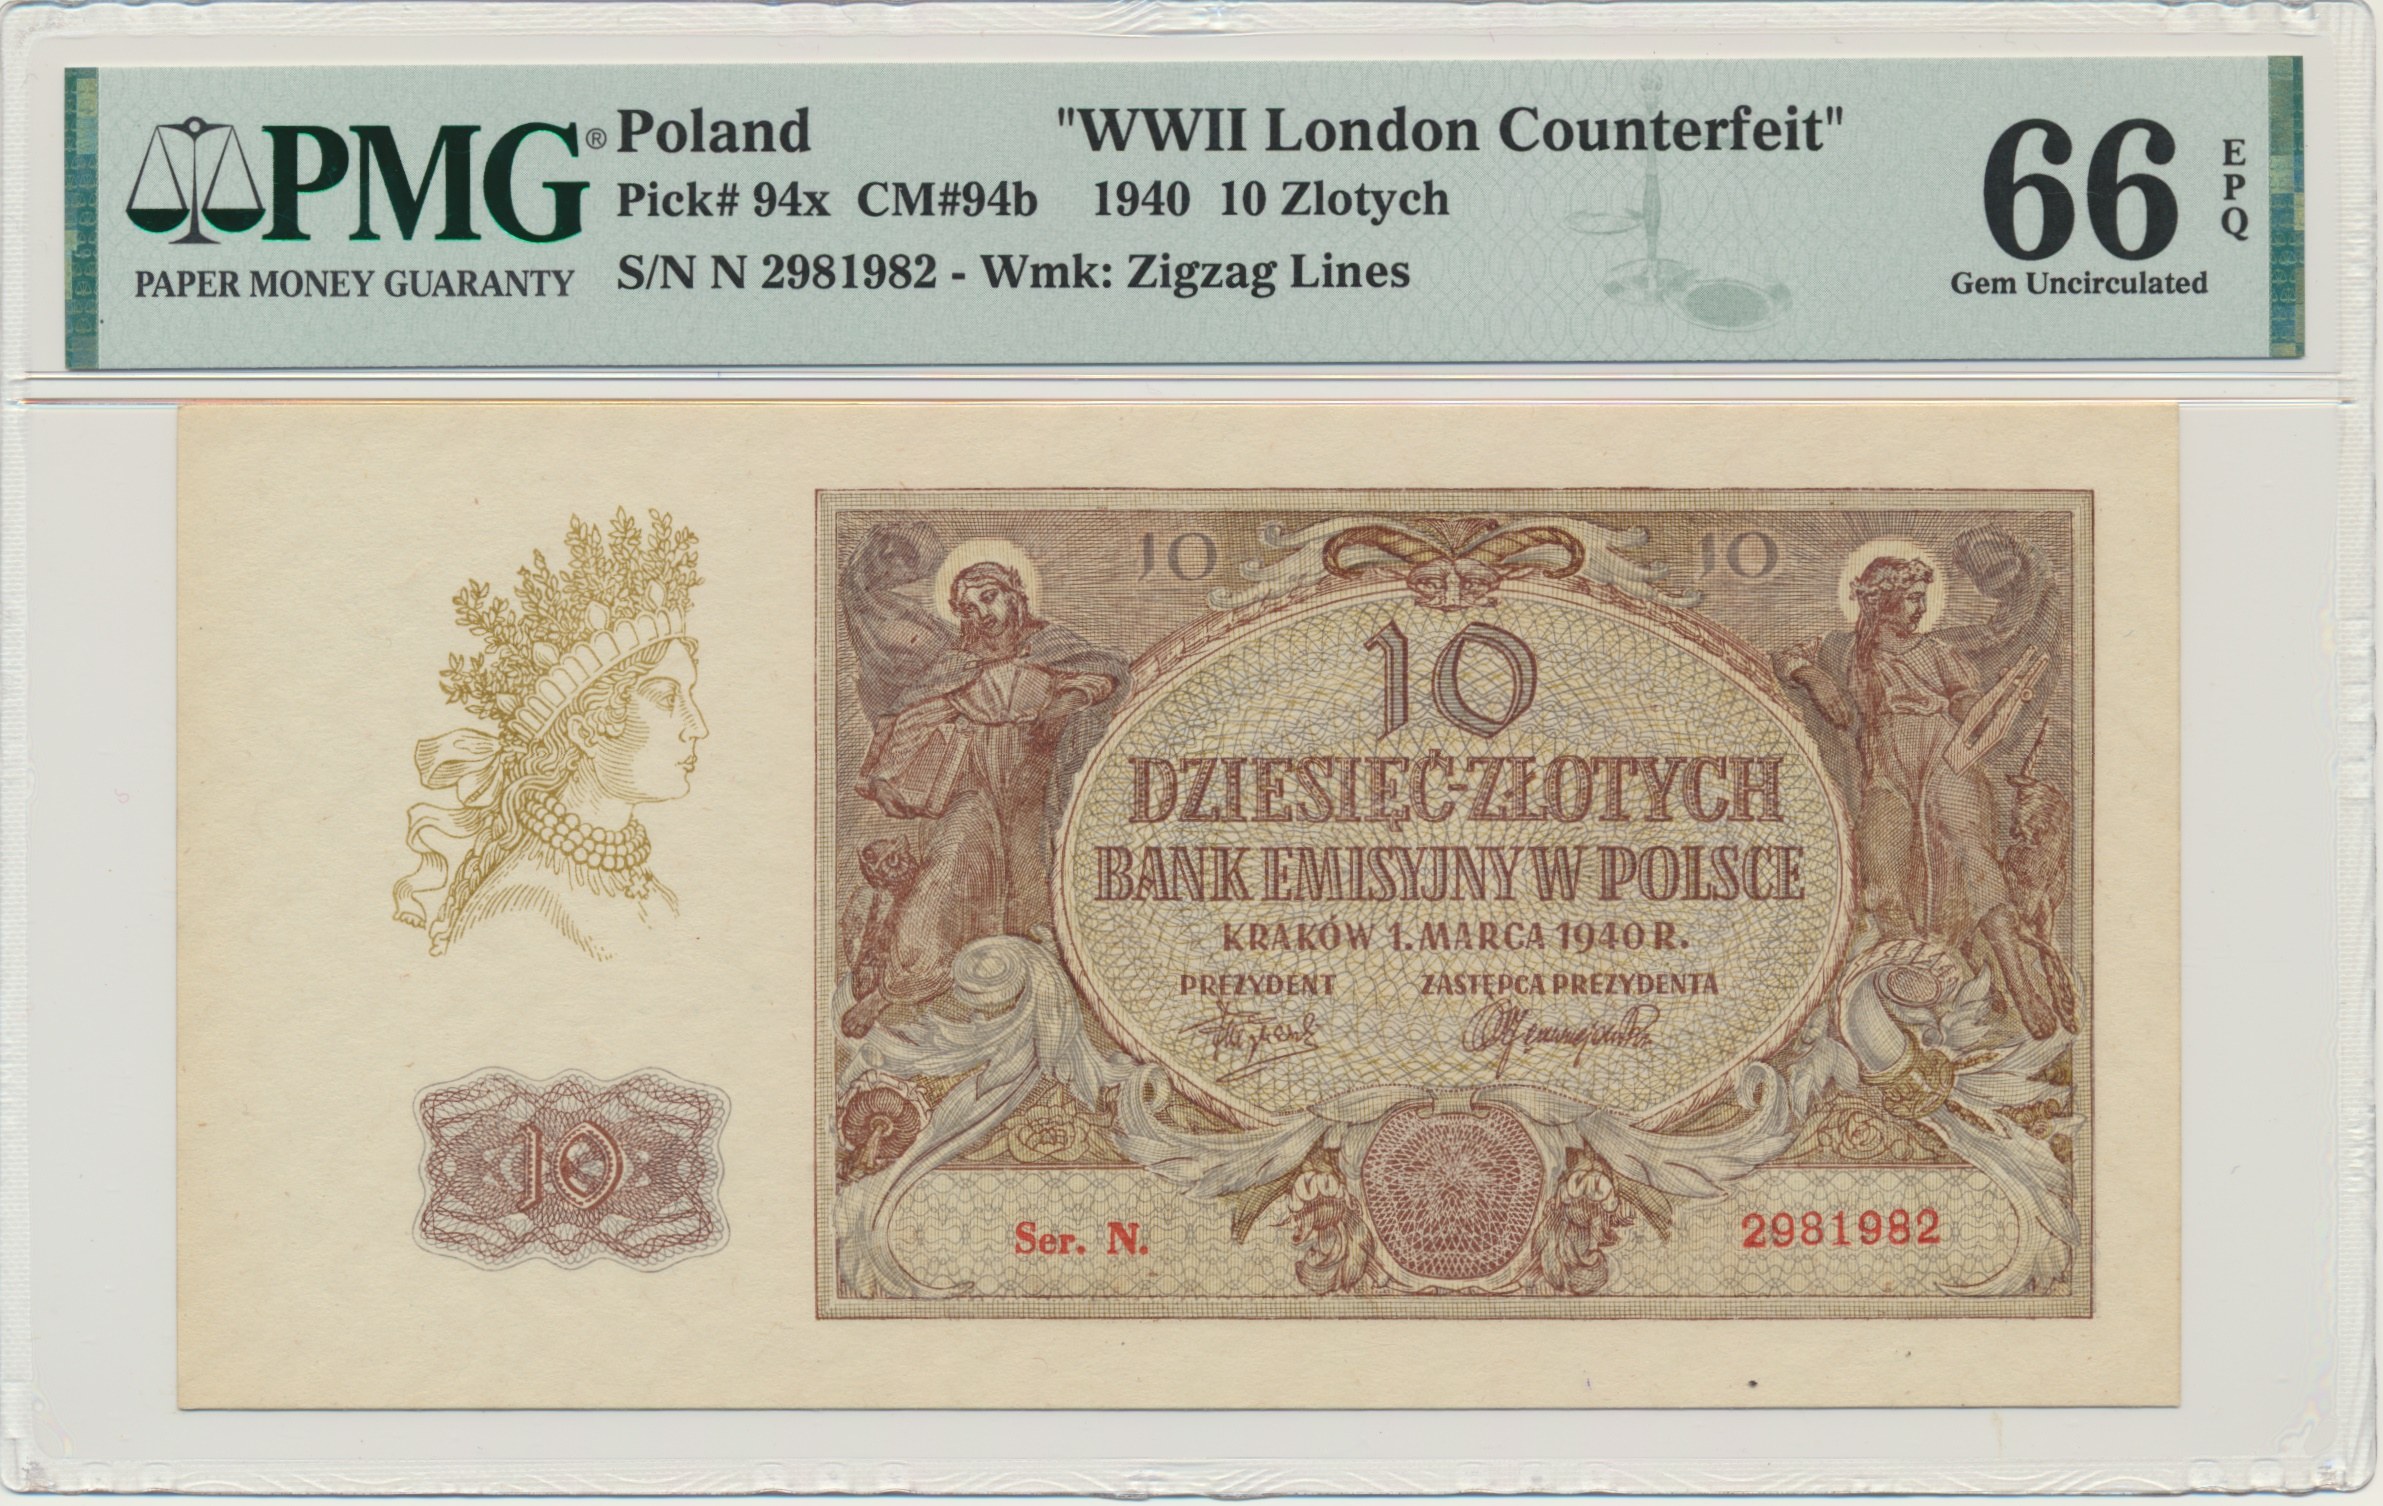 PMG®
PAPER MONEY GUARANTY
Poland "WWII London Counterfeit"
Pick# 94x CM#94b 1940 10 Zlotych
S/N N 2981982 - Wmk: Zigzag Lines
66
EPQ
Gem Uncirculated
10 10
10
DZIESIĘĆ-ZŁOTYCH
BANK EMISYJNY W POLSCE
KRAKÓW 1. MARCA 1940 R.
PREZYDENT ZASTĘPCA PREZYDENTA
10
Ser. N. 2981982